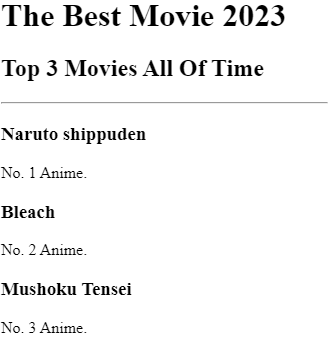 The Best Movie 2023
Top 3 Movies All Of Time
Naruto shippuden
No. 1 Anime.
Bleach
No. 2 Anime.
Mushoku Tensei
No. 3 Anime.